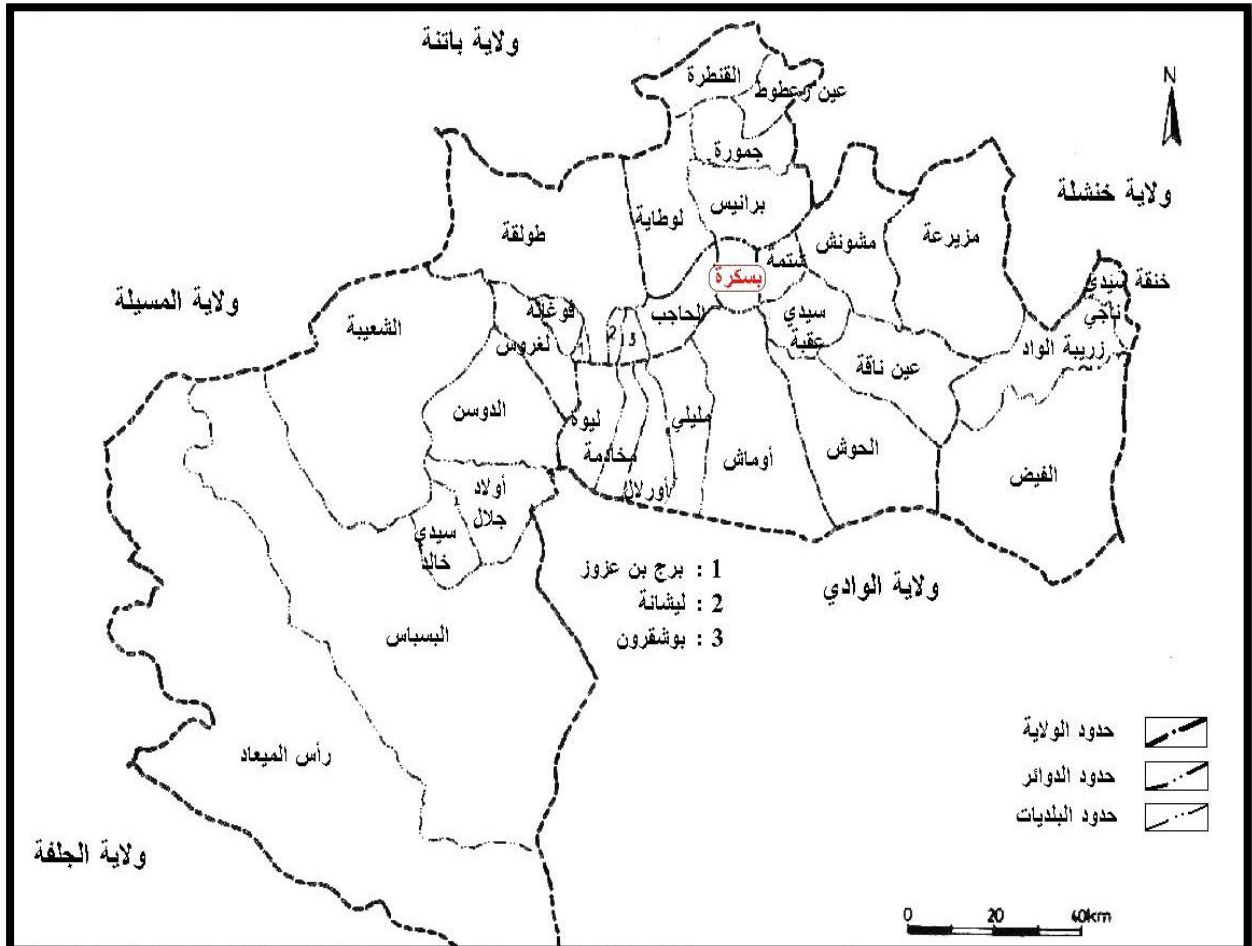 ولاية باتنة
N
القنطرة
عين زعطوط
جمورة
ولاية خنشلة
برانيس
لوطاية
طولقة
مشونش
مزيرعة
شتمة
بسكرة
خنقة سيدي
ناجي
ولاية المسيلة
الشعيبة
فوغالة
لغروس
1
2
3
الحاجب
سيدي
عقبة
زريبة الواد
عين ناقة
الدوسن
ليوة
مليلي
مخادمة
أورلال
أوماش
الحوش
الفيض
أولاد
جلال
سيدي
خالد
1 : برج بن عزوز
2 : ليشانة
3 : بوشقرون
ولاية الوادي
البسباس
رأس الميعاد
ولاية الجلفة
حدود الولاية
حدود الدوائر
حدود البلديات
0 20 40km